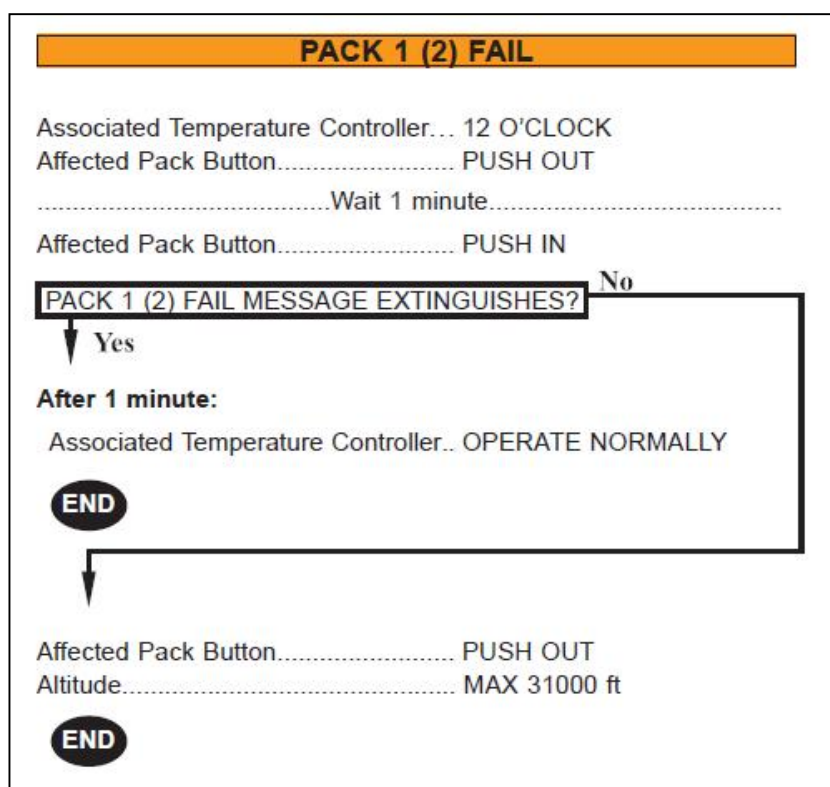 PACK 1 (2) FAIL
Associated Temperature Controller... 12 O'CLOCK
Affected Pack Button.......................... PUSH OUT
.......................................Wait 1 minute.......................................
Affected Pack Button.......................... PUSH IN
No
PACK 1 (2) FAIL MESSAGE EXTINGUISHES?
Yes
After 1 minute:
Associated Temperature Controller.. OPERATE NORMALLY
END
Affected Pack Button.......................... PUSH OUT
Altitude................................................. MAX 31000 ft
END